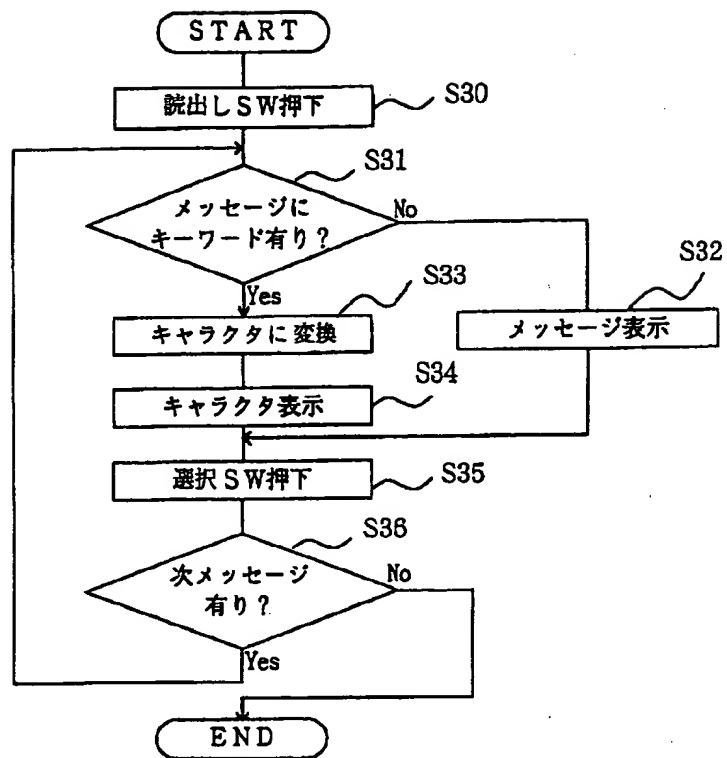 START
読出しSW押下
S30
S31
メッセージに
キーワード有り?
No
S32
メッセージ表示
Yes
S33
キャラクタに変換
S34
キャラクタ表示
選択SW押下
S35
S36
次メッセージ
有り?
No
Yes
END